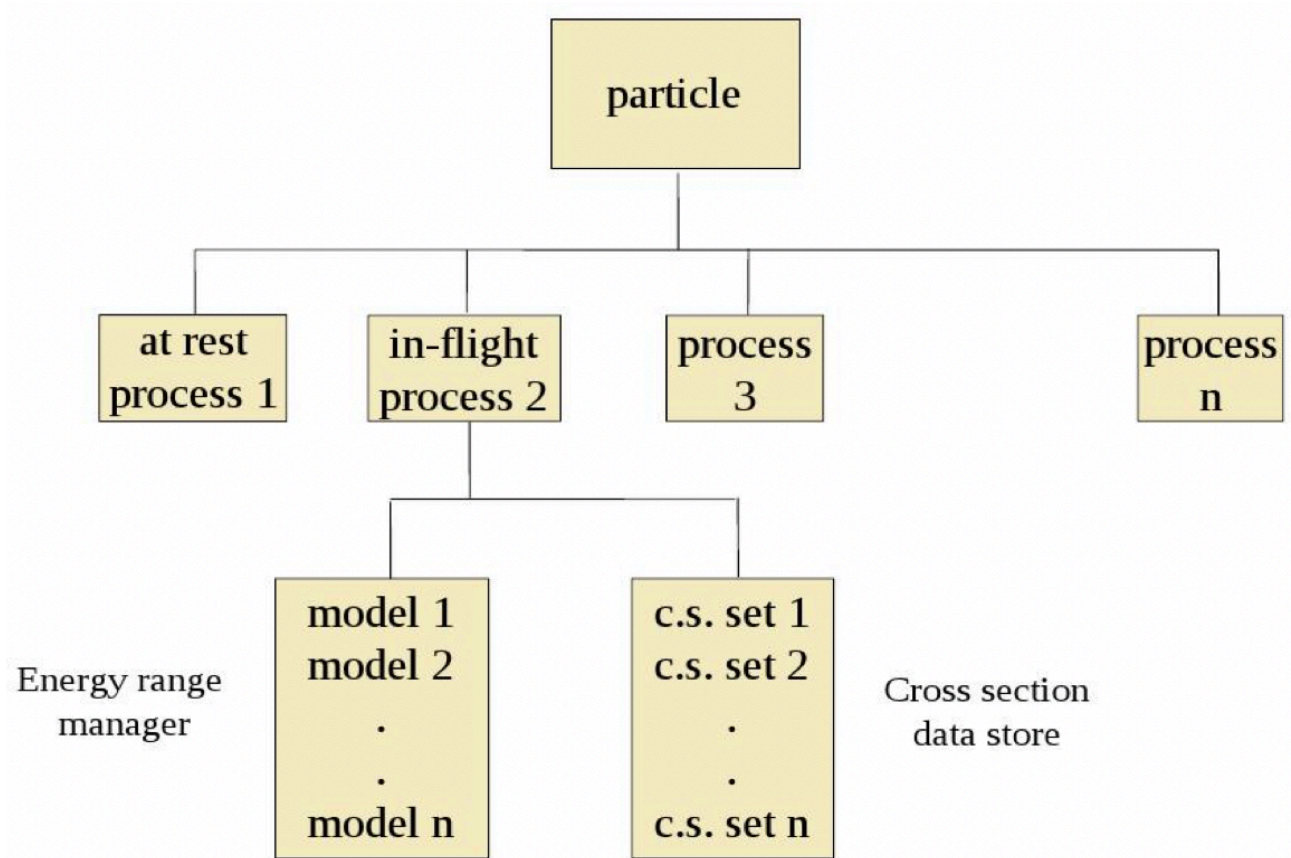 particle
at rest
process 1
in-flight
process 2
process
3
process
n
model 1
model 2
.
.
model n
c.s. set 1
c.s. set 2
.
.
c.s. set n
Energy range
manager
Cross section
data store